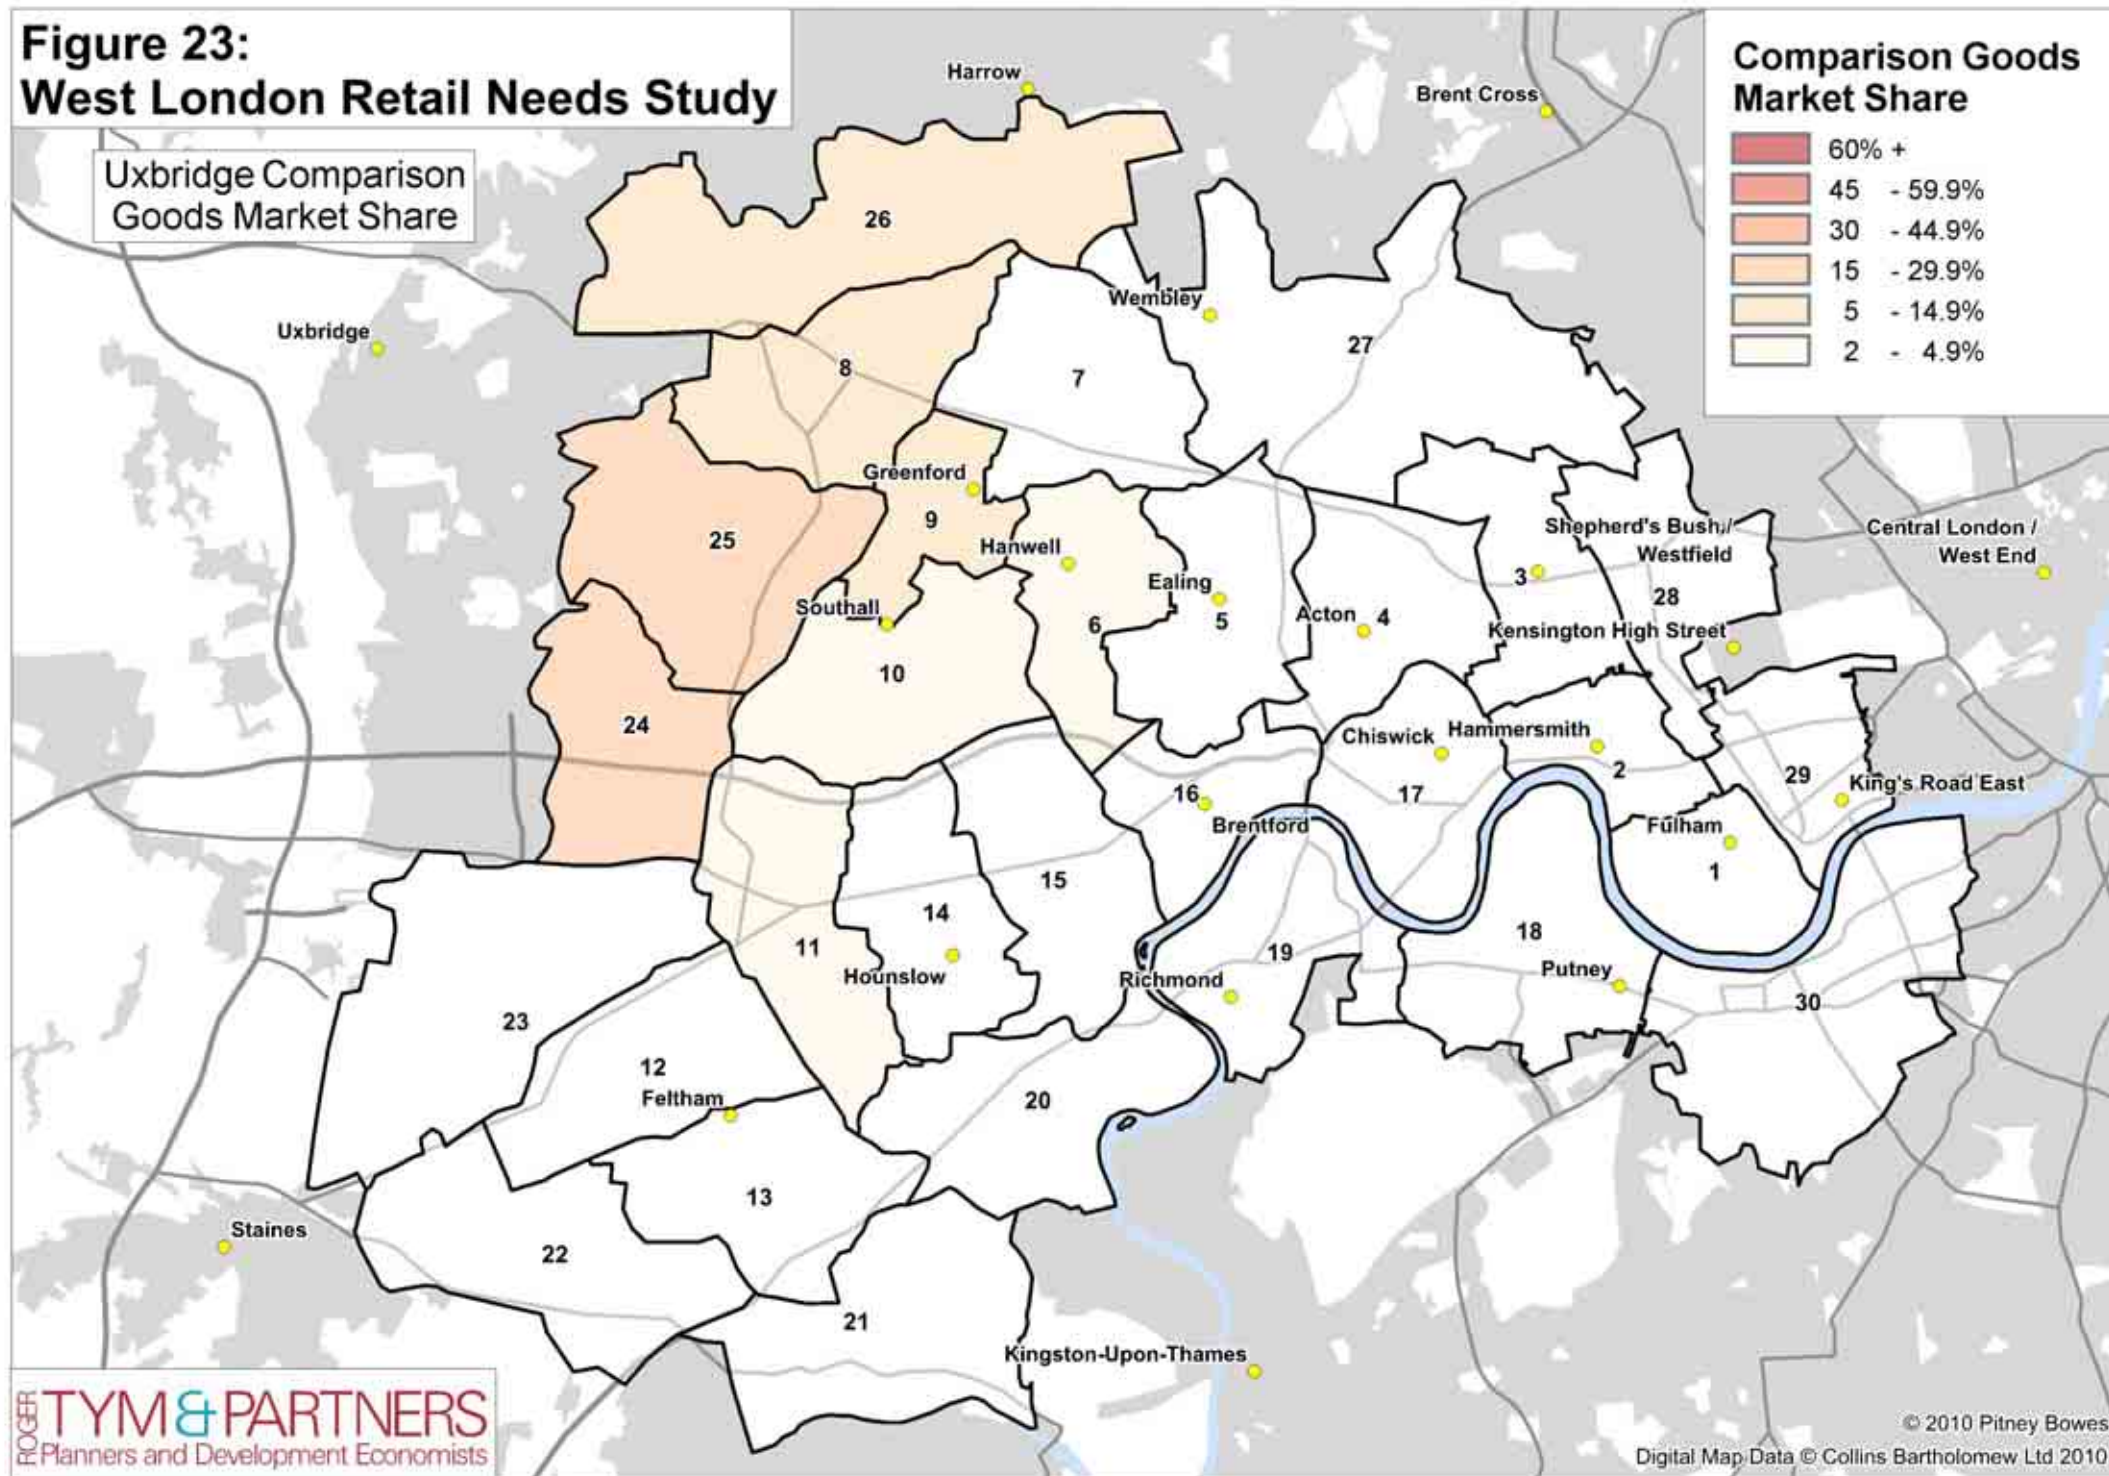 Figure 23:
West London Retail Needs Study
Uxbridge Comparison
Goods Market Share
Comparison Goods
Market Share
60% +
45 - 59.9%
30 - 44.9%
15 - 29.9%
5 - 14.9%
2 - 4.9%
Harrow
Brent Cross
26
Wembley
Uxbridge
27
8
7
Greenford
9
Shepherd's Bush /
Westfield
Central London /
West End
25
Hanwell
Ealing
3
28
Southall
6
5
Acton
4
Kensington High Street
10
24
Chiswick
Hammersmith
2
29
King's Road East
16
17
Brentford
Fulham
1
15
14
11
18
19
Hounslow
Richmond
Putney
30
23
12
Feltham
20
13
Staines
22
21
Kingston-Upon-Thames
ROGER
TYM & PARTNERS
Planners and Development Economists
© 2010 Pitney Bowes
Digital Map Data © Collins Bartholomew Ltd 2010